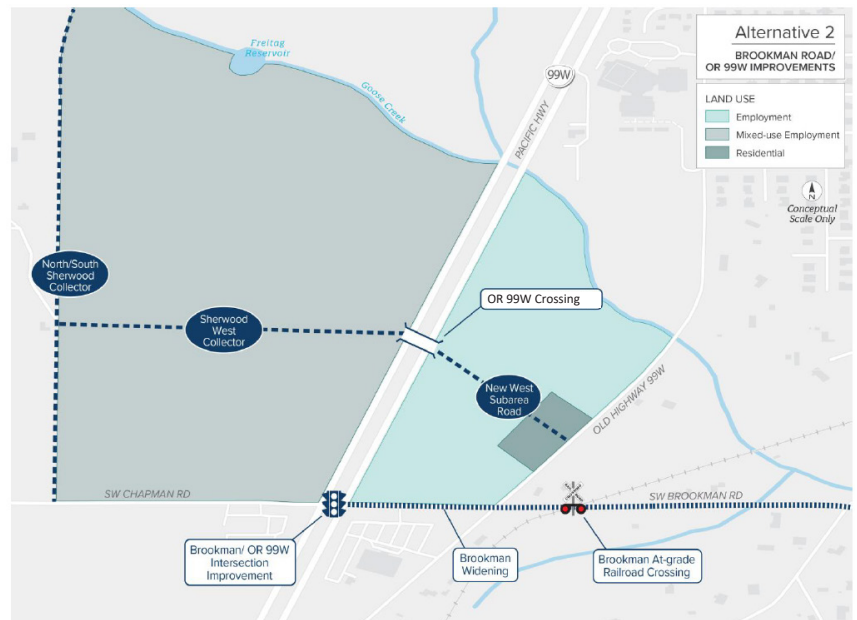 Alternative 2
BROOKMAN ROAD/
OR 99W IMPROVEMENTS
LAND USE
Employment
Mixed-use Employment
Residential
N
Conceptual
Scale Only
Freitag
Reservoir
Goose Creek
99W
PACIFIC HWY
North/South
Sherwood
Collector
Sherwood
West
Collector
OR 99W Crossing
New West
Subarea
Road
OLD HIGHWAY 99W
SW CHAPMAN RD
SW BROOKMAN RD
Brookman/ OR 99W
Intersection
Improvement
Brookman
Widening
Brookman At-grade
Railroad Crossing